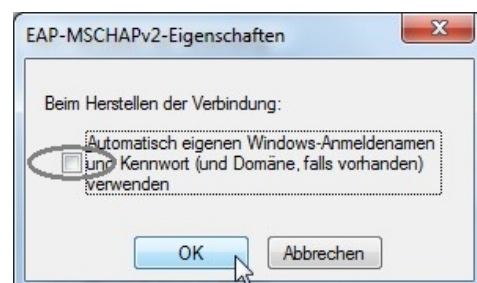 EAP-MSCHAPv2-Eigenschaften
Beim Herstellen der Verbindung:
Automatisch eigenen Windows-Anmeldenamen
und Kennwort (und Domäne, falls vorhanden)
verwenden
OK
Abbrechen